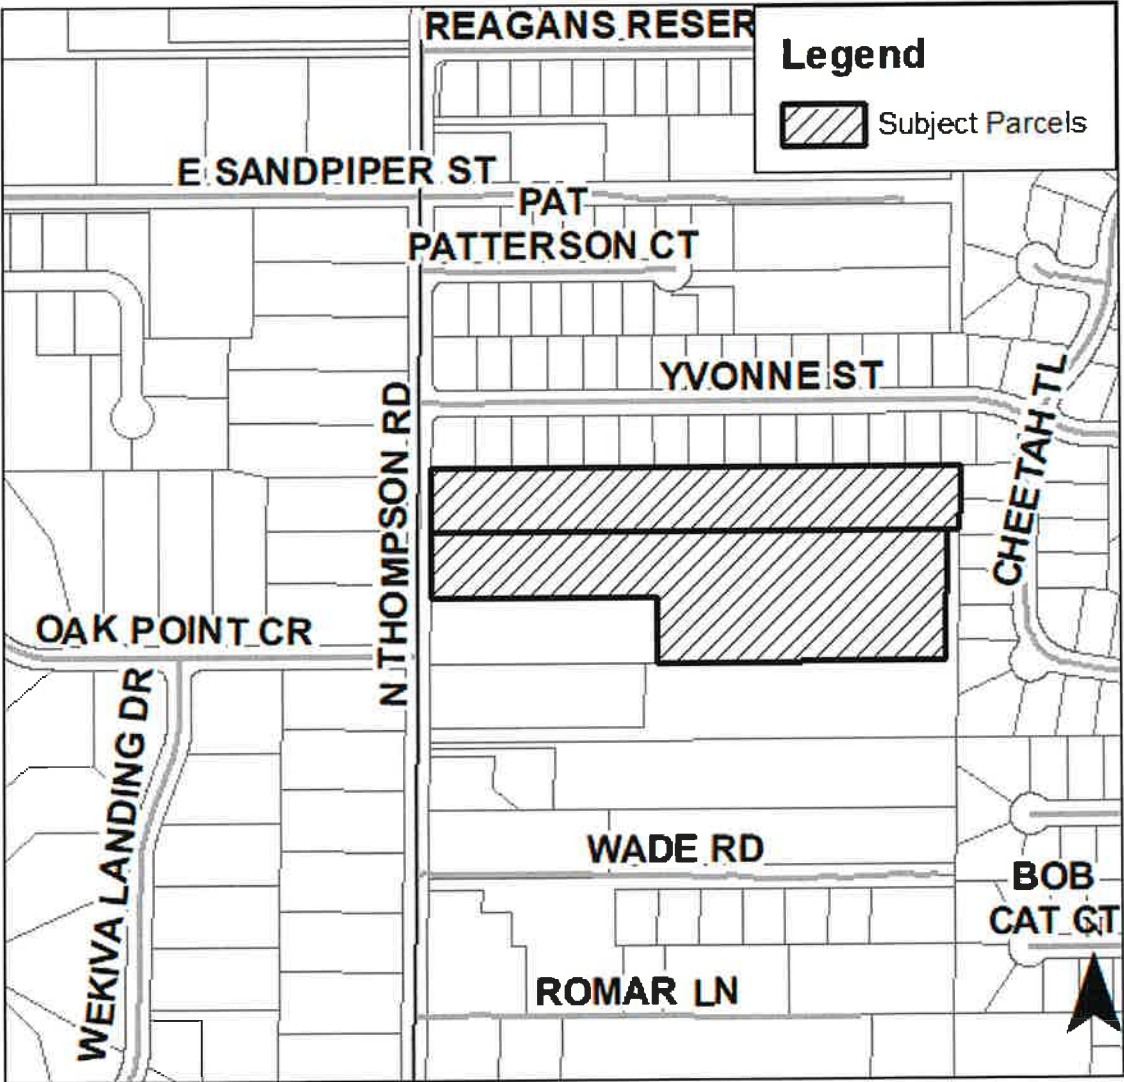 REAGANS RESER
Legend
Subject Parcels
E SANDPIPER ST
PAT
PATTERSON CT
YVONNE ST
CHEETAH TL
N THOMPSON RD
OAK POINT CR
WEKIVA LANDING DR
WADE RD
BOB
CAT CT
ROMAR LN
N